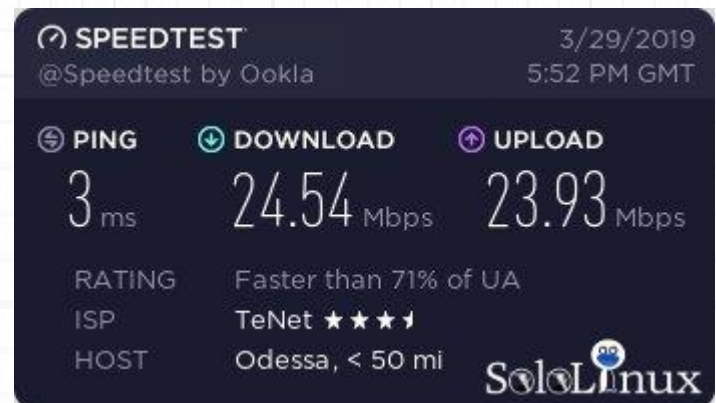 SPEEDTEST
3/29/2019
@Speedtest by Ookla
5:52 PM GMT
PING
DOWNLOAD
UPLOAD
3 ms
24.54 Mbps
23.93 Mbps
RATING Faster than 71% of UA
ISP TeNet
HOST Odessa, < 50 mi
SoloLinux